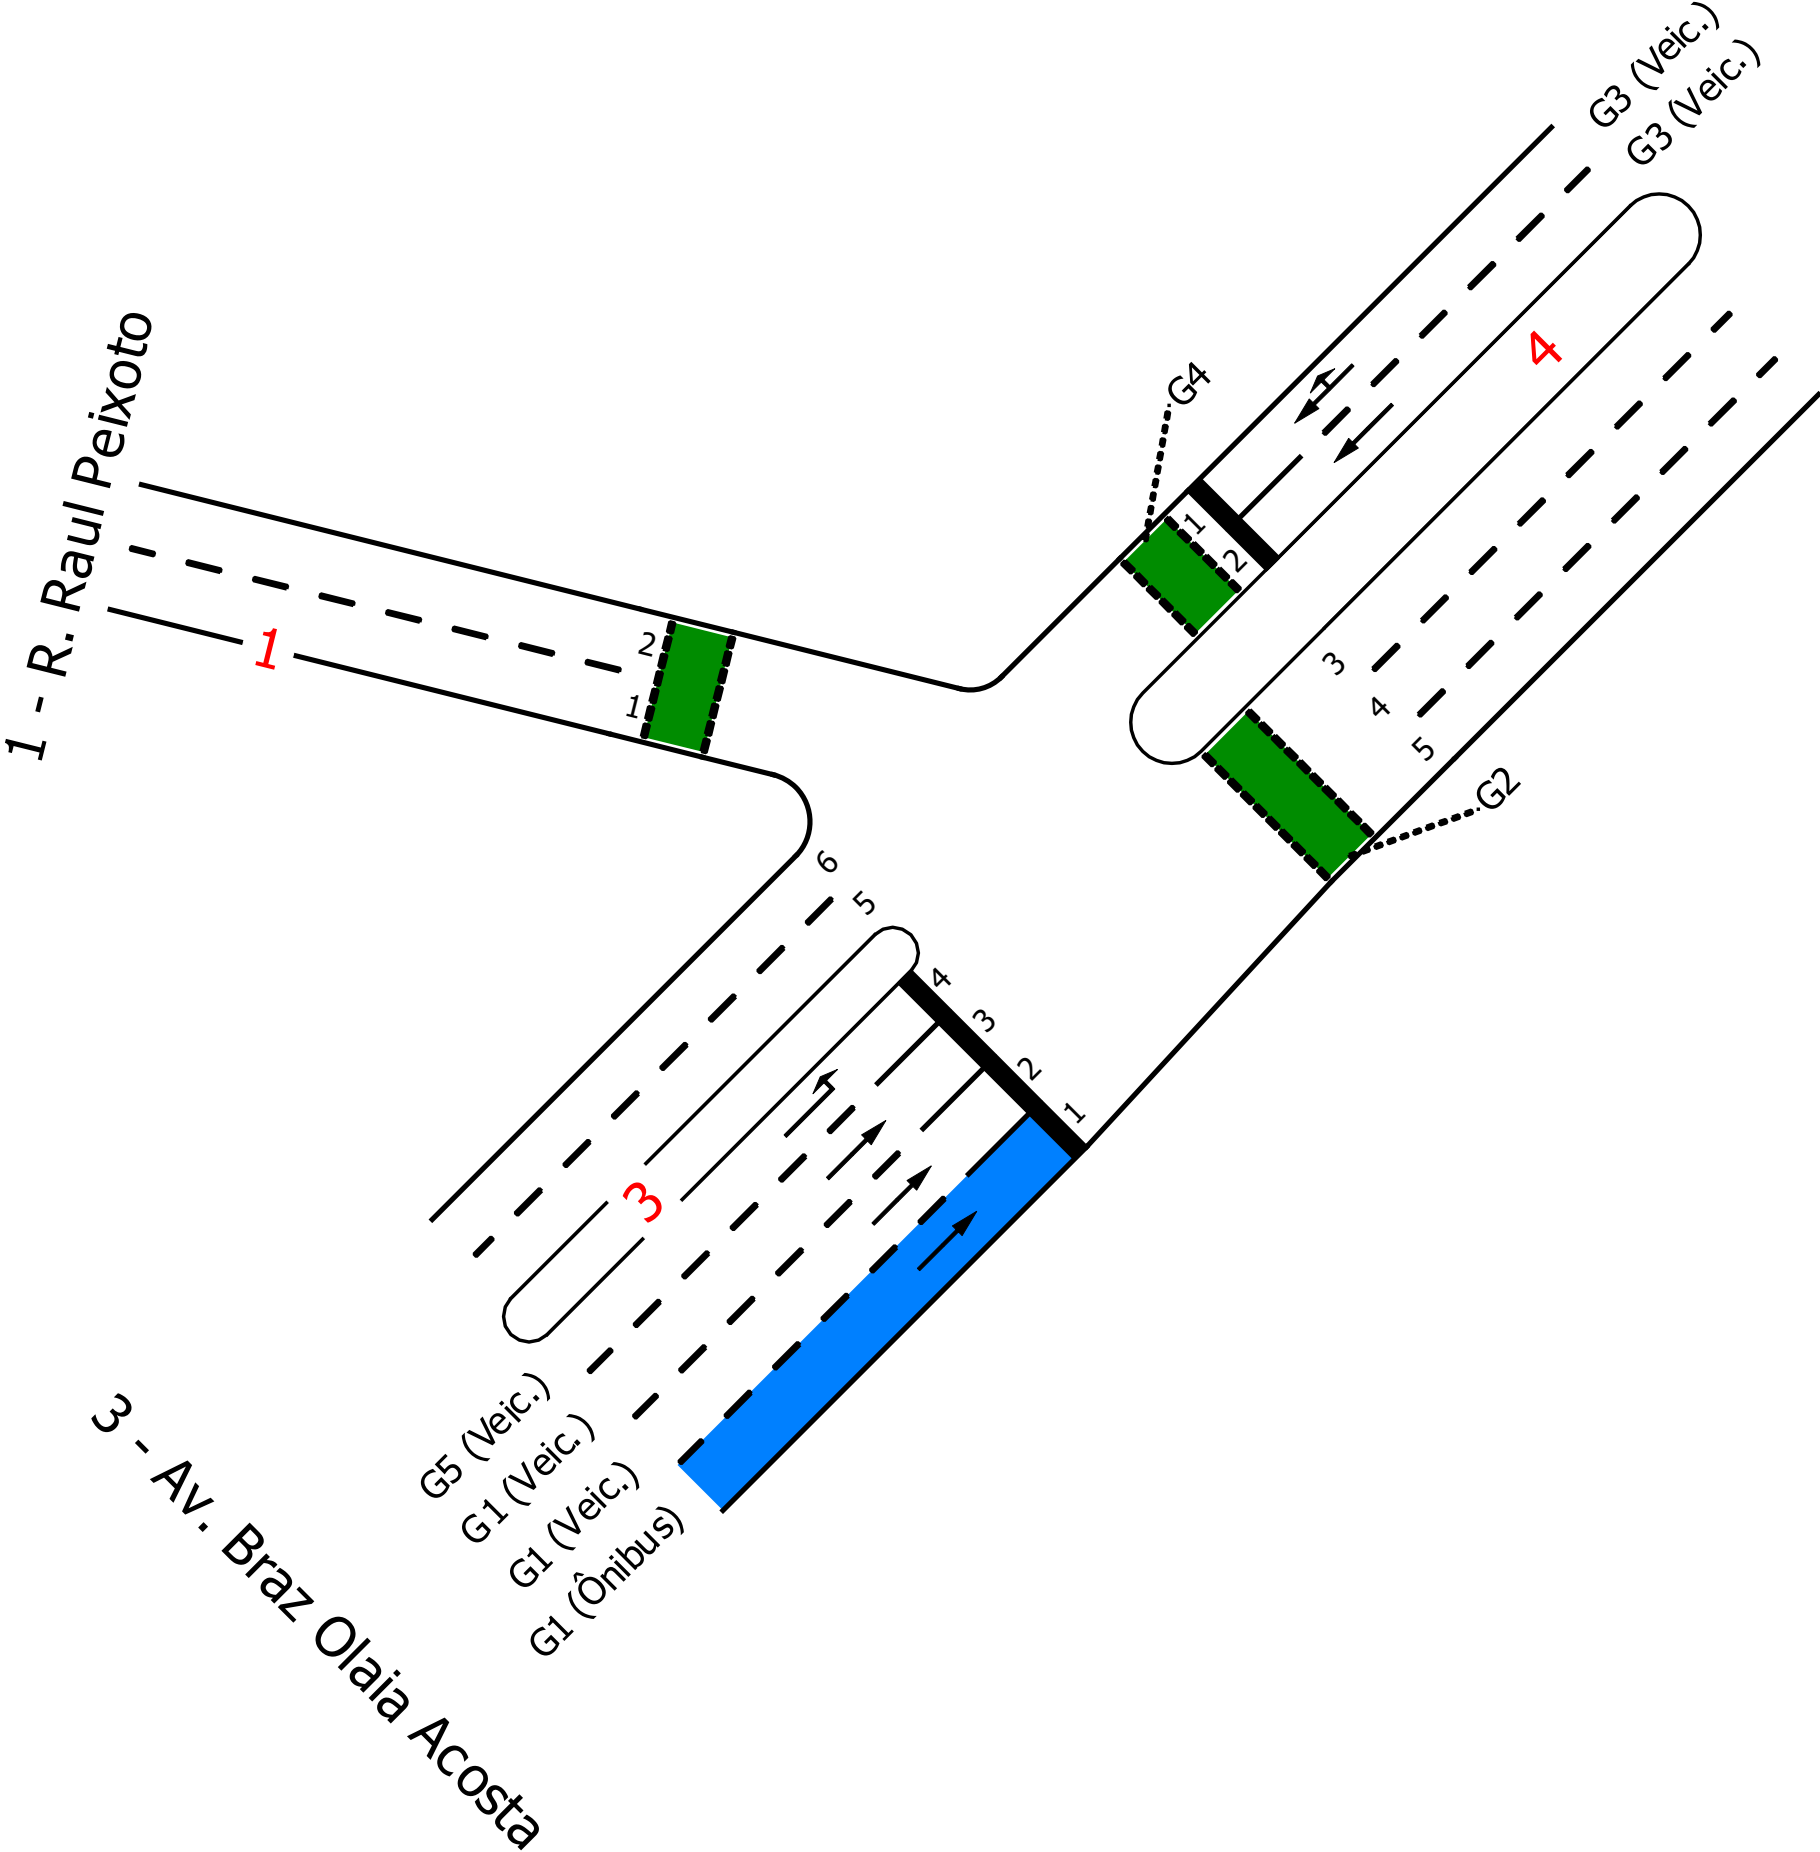 G3 (Veic.)
G3 (Veic.)
4
G4
1
2
1 - R. Raul Peixoto
1
2
1
3
4
5
G2
6
5
4
3
2
1
3
G5 (Veic.)
G1 (Veic.)
G1 (Veic.)
G1 (Ônibus)
3 - Av. Braz Olaia Acosta